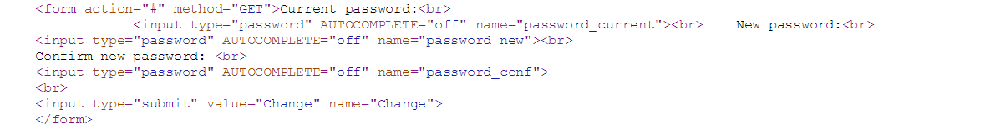 <form action="#" method="GET">Current password:<br>
<input type="password" AUTOCOMPLETE="off" name="password_current"><br>    New password:<br>
<input type="password" AUTOCOMPLETE="off" name="password_new"><br>
Confirm new password: <br>
<input type="password" AUTOCOMPLETE="off" name="password_conf">
<br>
<input type="submit" value="Change" name="Change">
</form>